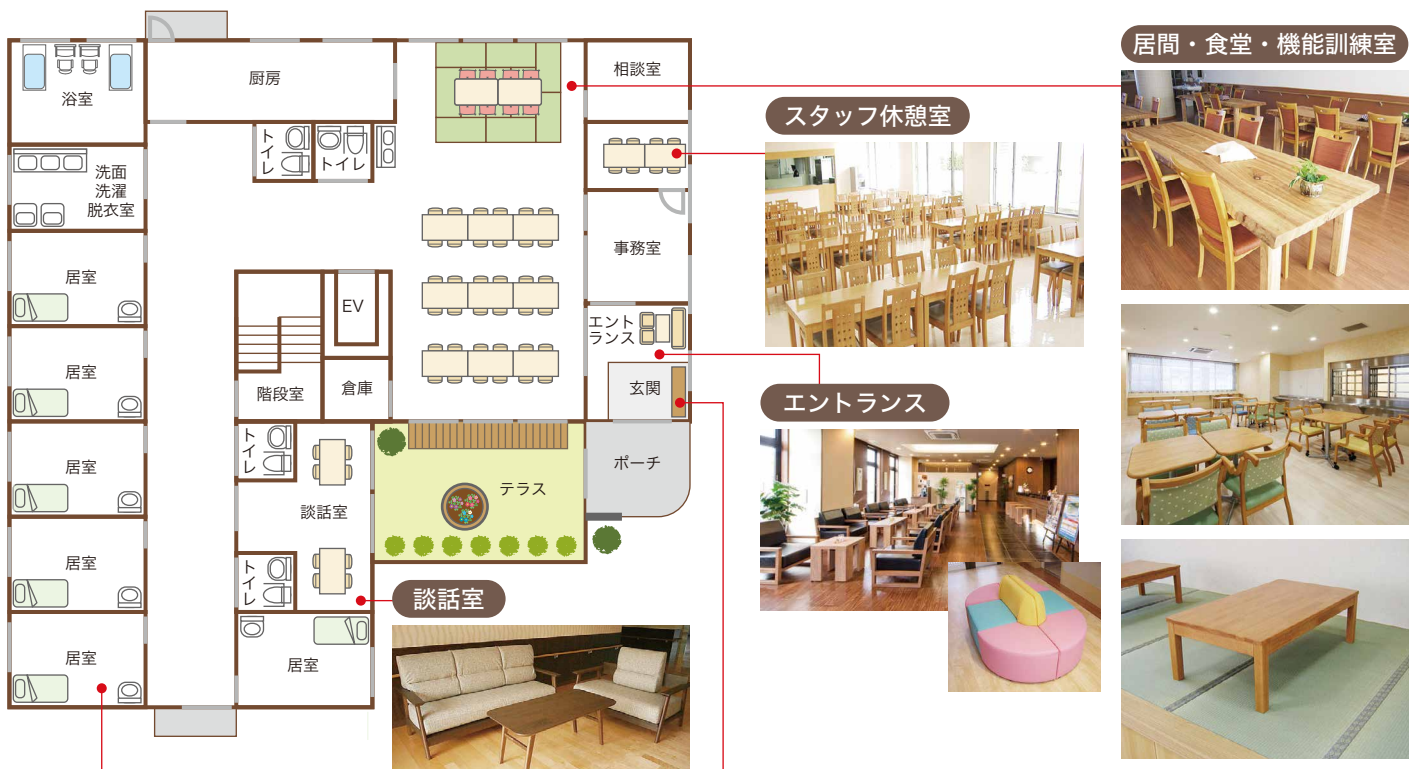 居間・食堂・機能訓練室
厨房
相談室
浴室
スタッフ休憩室
トイレ
トイレ
洗面
洗濯
脱衣室
事務室
居室
EV
エント
ランス
居室
階段室
倉庫
玄関
エントランス
トイレ
居室
ポーチ
テラス
談話室
居室
トイレ
談話室
居室
居室